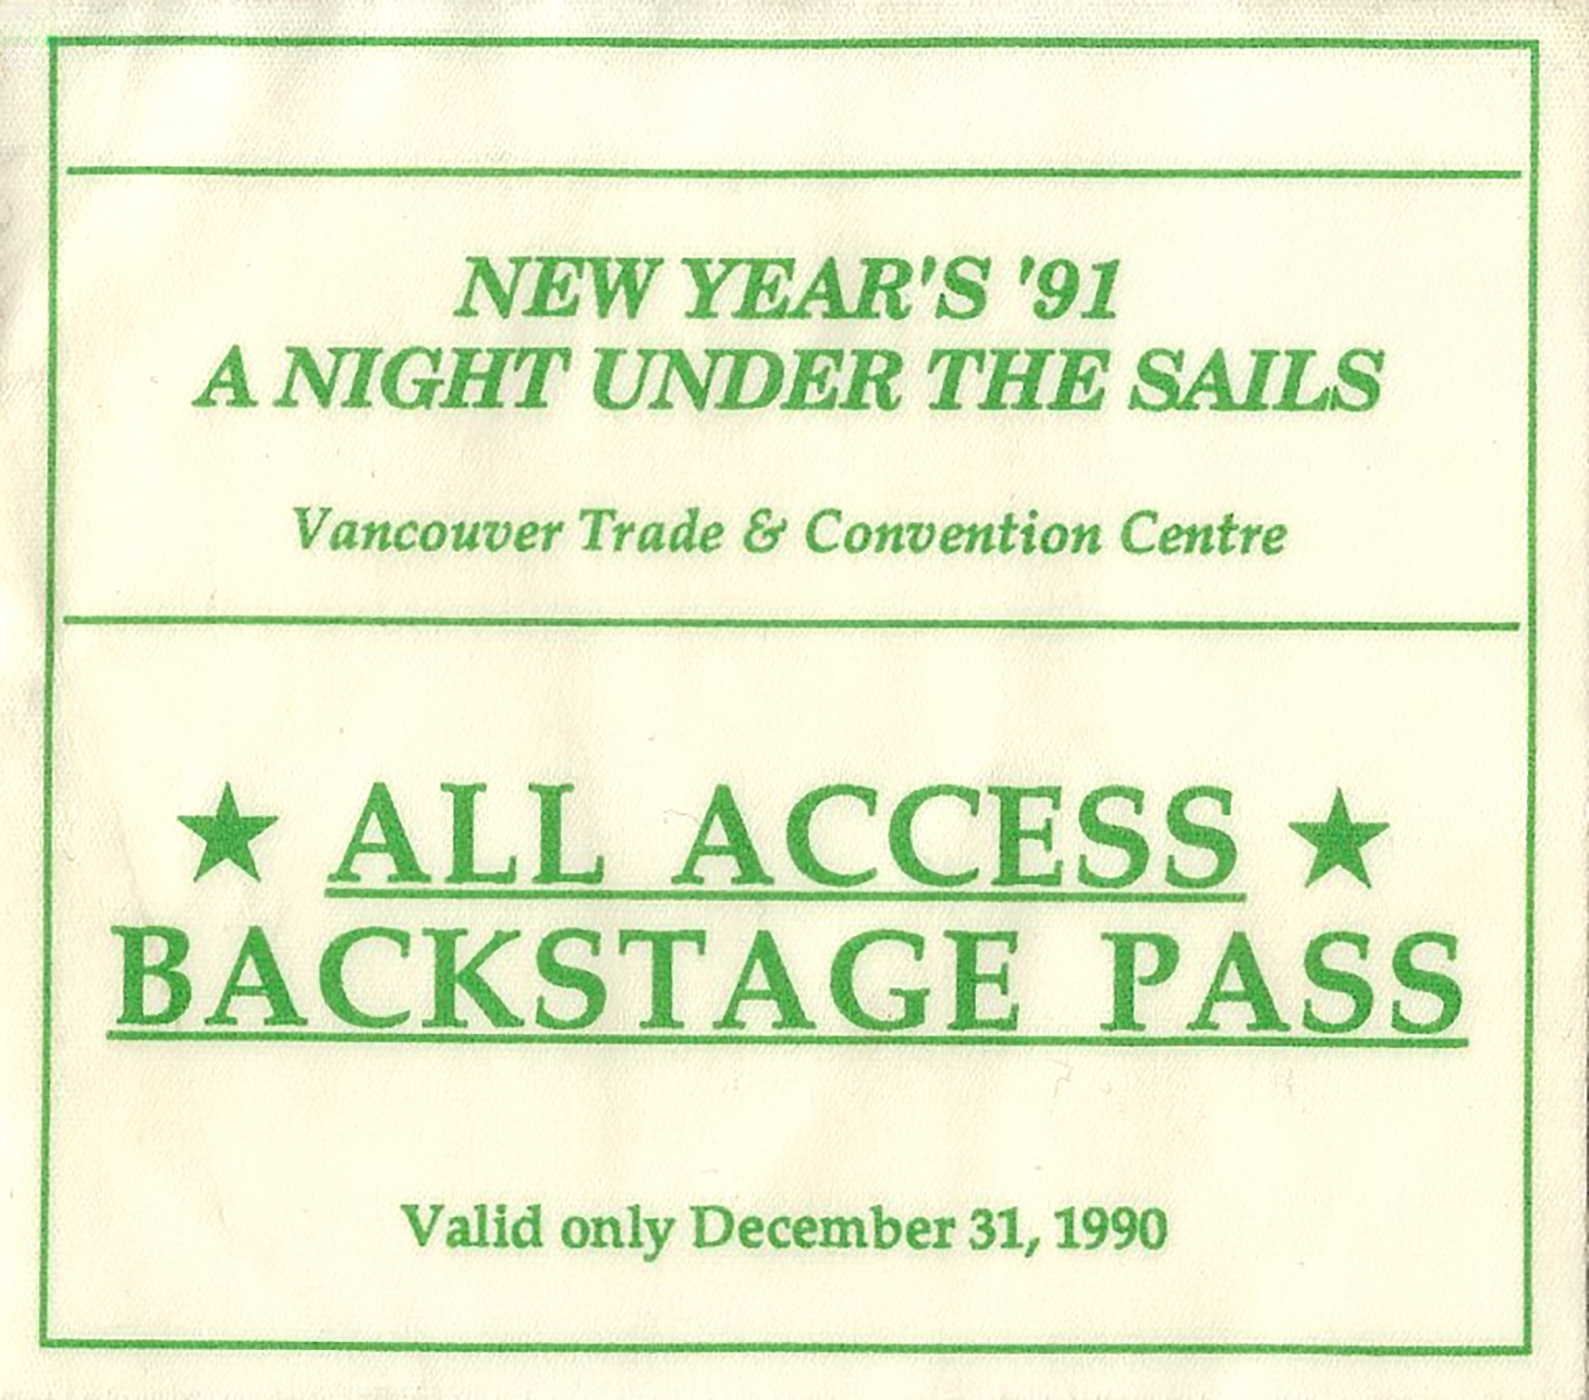 NEW YEAR'S '91
A NIGHT UNDER THE SAILS
Vancouver Trade & Convention Centre
★ ALL ACCESS ★
BACKSTAGE PASS
Valid only December 31, 1990